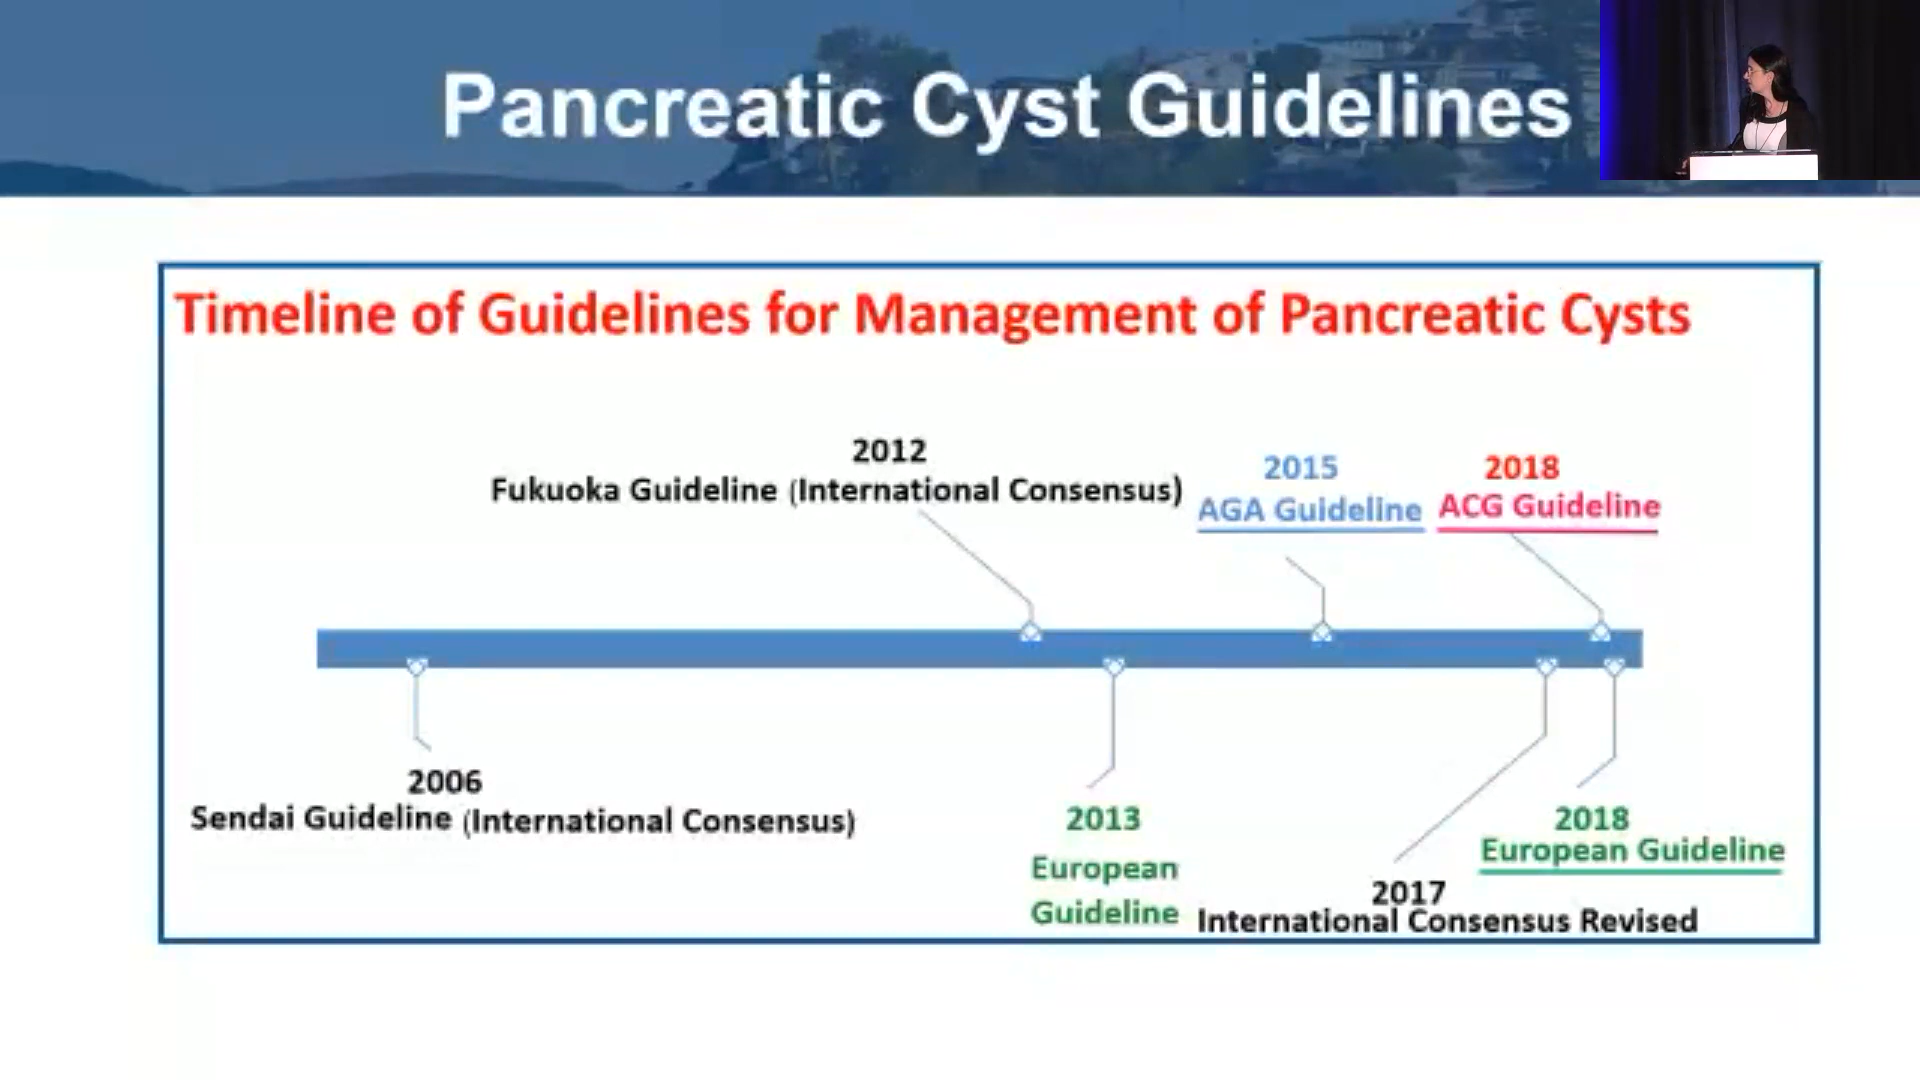 Pancreatic Cyst Guidelines
Timeline of Guidelines for Management of Pancreatic Cysts
2012
Fukuoka Guideline (International Consensus)
2015
AGA Guideline
2018
ACG Guideline
2006
Sendai Guideline (International Consensus)
2013
European
Guideline
2017
International Consensus Revised
2018
European Guideline